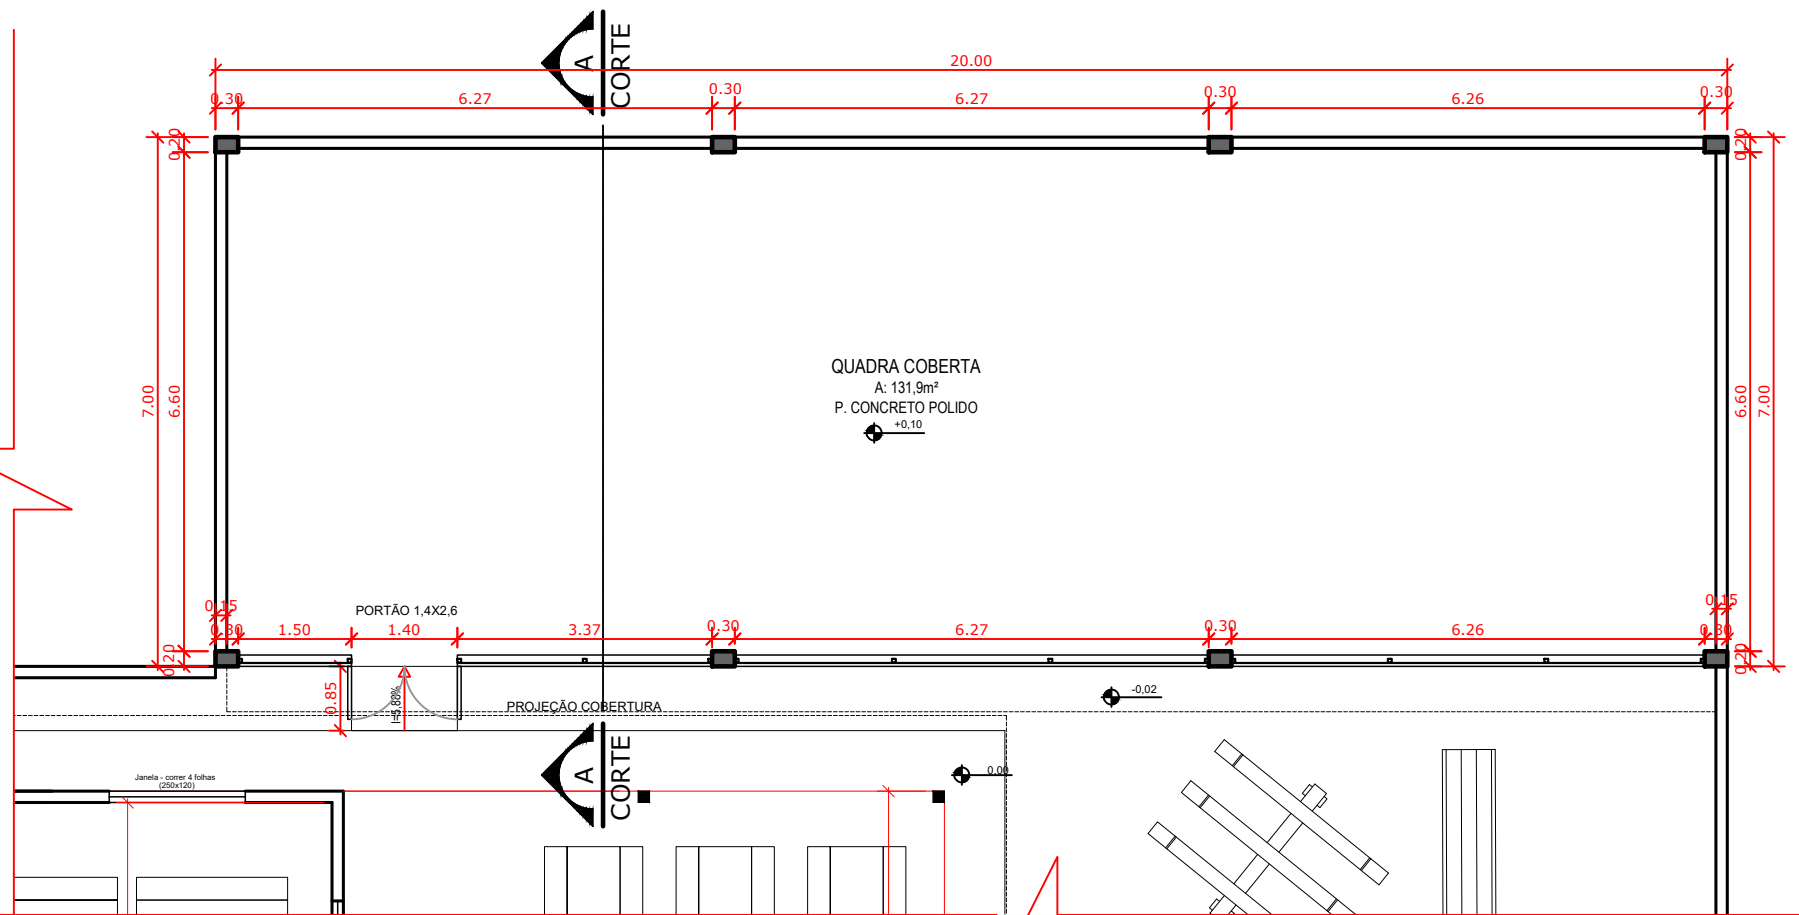 A
CORTE
20.00
0.30
6.27
0.30
6.27
0.30
6.26
0.30
0.20
0.20
7.00
6.60
QUADRA COBERTA
A: 131,9m²
P. CONCRETO POLIDO
+0,10
6.60
7.00
0.15
PORTÃO 1,4X2,6
0.15
0.30
1.50
1.40
3.37
0.30
6.27
0.30
6.26
0.30
0.20
0.20
0.85
I=5,88%
PROJEÇÃO COBERTURA
-0,02
A
CORTE
0,00
Janela - correr 4 folhas
(250x120)